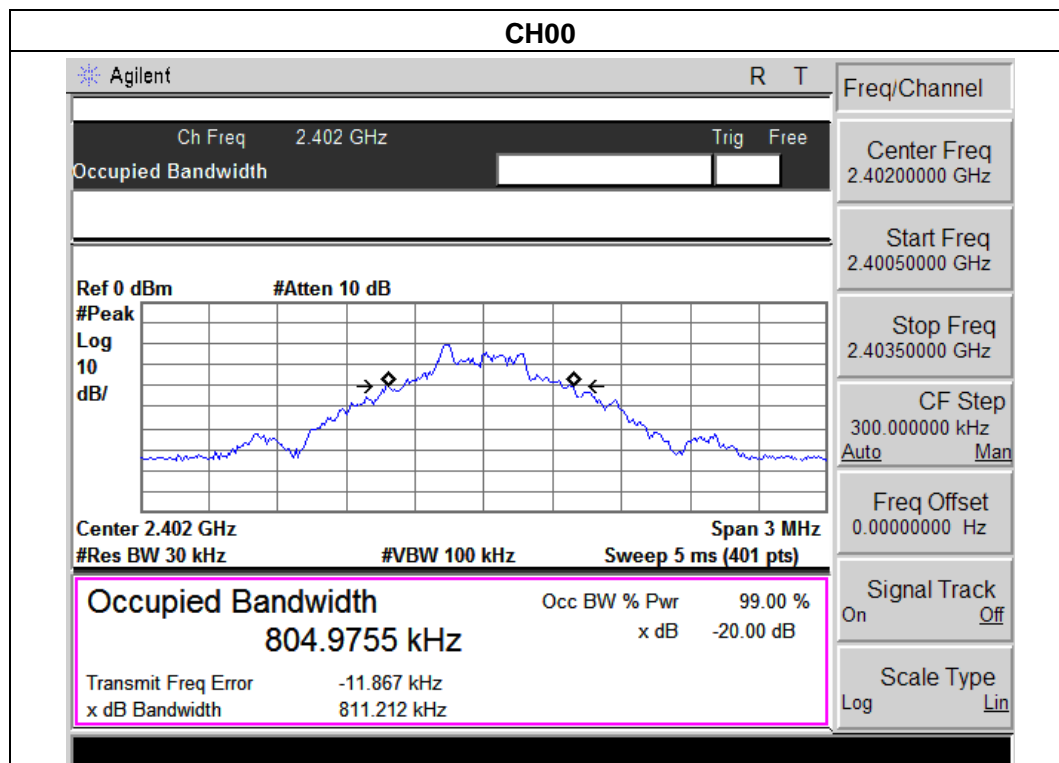 CH00
Agilent R T
Freq/Channel
Ch Freq 2.402 GHz Trig Free
Occupied Bandwidth
Center Freq
2.40200000 GHz
Start Freq
2.40050000 GHz
Ref 0 dBm #Atten 10 dB
#Peak
Log
10
dB/
Stop Freq
2.40350000 GHz
CF Step
300.000000 kHz
Auto Man
Freq Offset
0.00000000 Hz
Center 2.402 GHz Span 3 MHz
#Res BW 30 kHz #VBW 100 kHz Sweep 5 ms (401 pts)
Occupied Bandwidth Occ BW % Pwr 99.00 %
804.9755 kHz x dB -20.00 dB
Signal Track
On Off
Transmit Freq Error -11.867 kHz
x dB Bandwidth 811.212 kHz
Scale Type
Log Lin